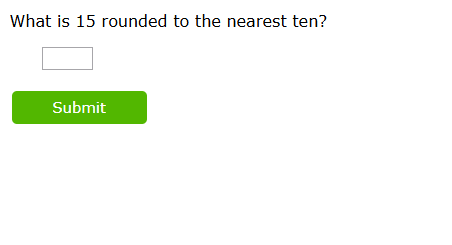 What is 15 rounded to the nearest ten?
Submit